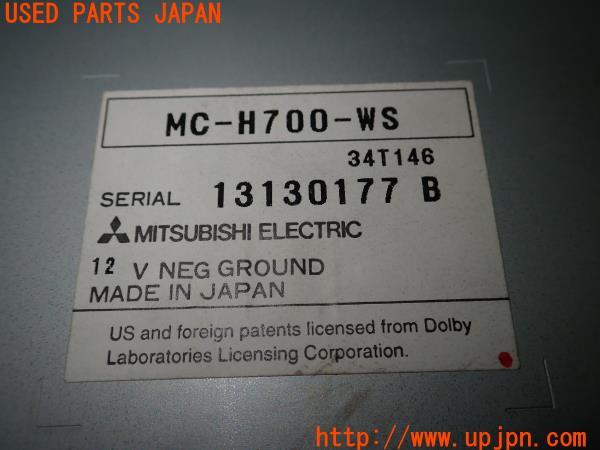 USED PARTS JAPAN
MC-H700-WS
34T146
SERIAL 13130177 B
MITSUBISHI ELECTRIC
12 V NEG GROUND
MADE IN JAPAN
US and foreign patents licensed from Dolby
Laboratories Licensing Corporation.
http://www.upjpn.com/